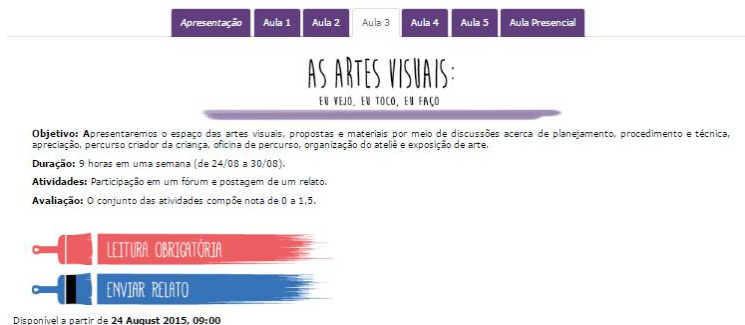 Apresentação Aula 1 Aula 2 Aula 3 Aula 4 Aula 5 Aula Presencial
AS ARTES VISUAIS:
EU VEJO, EU TOCO, EU FAÇO
Objetivo: Apresentaremos o espaço das artes visuais, propostas e materiais por meio de discussões acerca de planejamento, procedimento e técnica,
apreciação, percurso criador da criança, oficina de percurso, organização do ateliê e exposição de arte.
Duração: 9 horas em uma semana (de 24/08 a 30/08).
Atividades: Participação em um fórum e postagem de um relato.
Avaliação: O conjunto das atividades compõe nota de 0 a 1,5.
LEITURA OBRIGATÓRIA
ENVIAR RELATO
Disponível a partir de 24 August 2015, 09:00